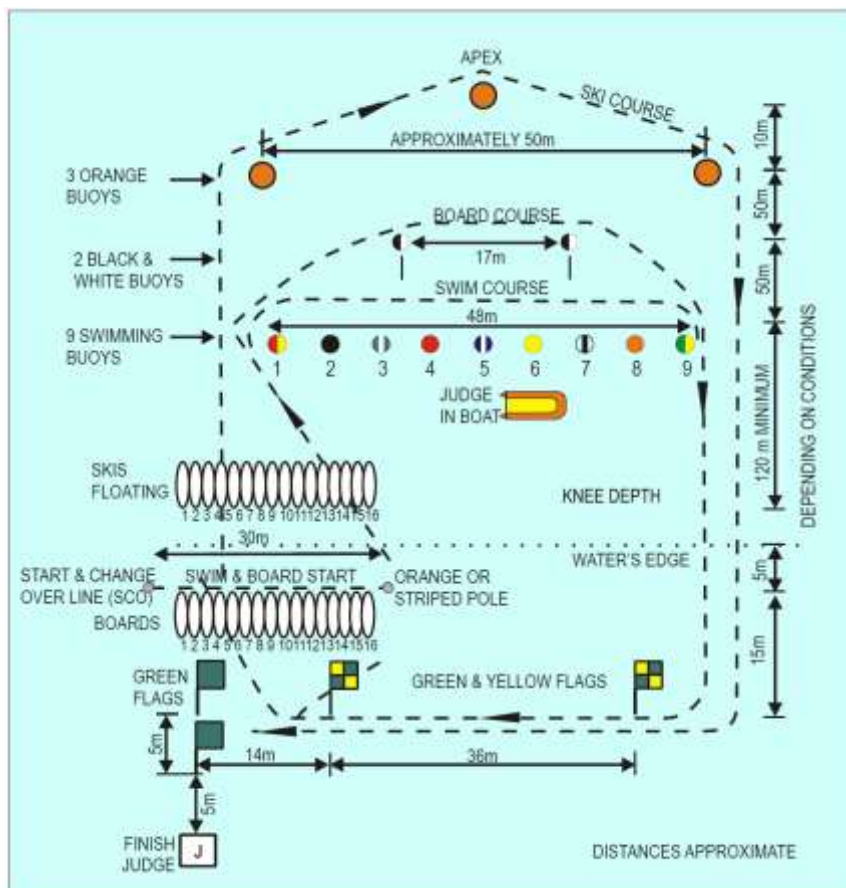 APEX
SKI COURSE
10m
APPROXIMATELY 50m
3 ORANGE
BUOYS
50m
BOARD COURSE
2 BLACK &
WHITE BUOYS
17m
50m
SWIM COURSE
48m
9 SWIMMING
BUOYS
1 2 3 4 5 6 7 8 9
JUDGE
IN BOAT
120 m MINIMUM
DEPENDING ON CONDITIONS
SKIS
FLOATING
KNEE DEPTH
1 2 3 4 5 6 7 8 9 10 11 12 13 14 15 16
30m
WATER'S EDGE
5m
START & CHANGE
OVER LINE (SCO)
SWIM & BOARD START
ORANGE OR
STRIPED POLE
BOARDS
1 2 3 4 5 6 7 8 9 10 11 12 13 14 15 16
15m
GREEN
FLAGS
GREEN & YELLOW FLAGS
5m
14m
36m
5m
FINISH
JUDGE
J
DISTANCES APPROXIMATE